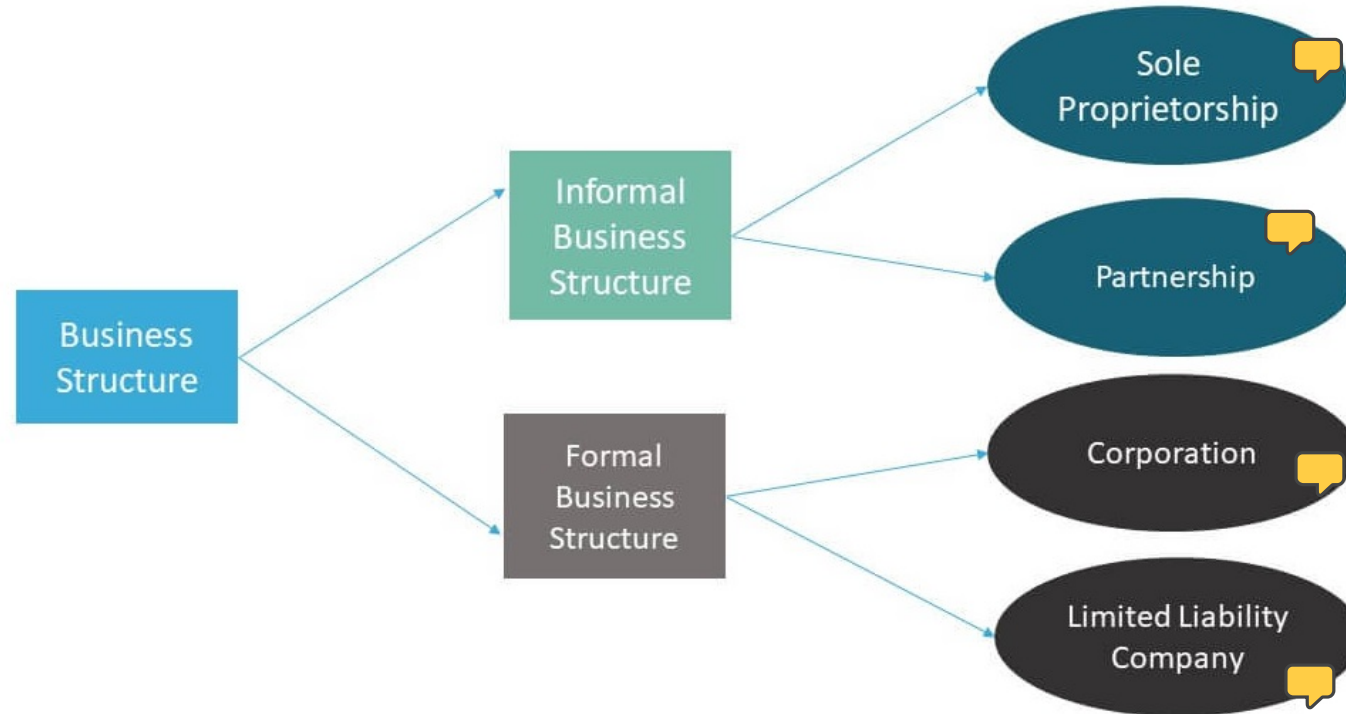 Business
Structure
Informal
Business
Structure
Formal
Business
Structure
Sole
Proprietorship
Partnership
Corporation
Limited Liability
Company